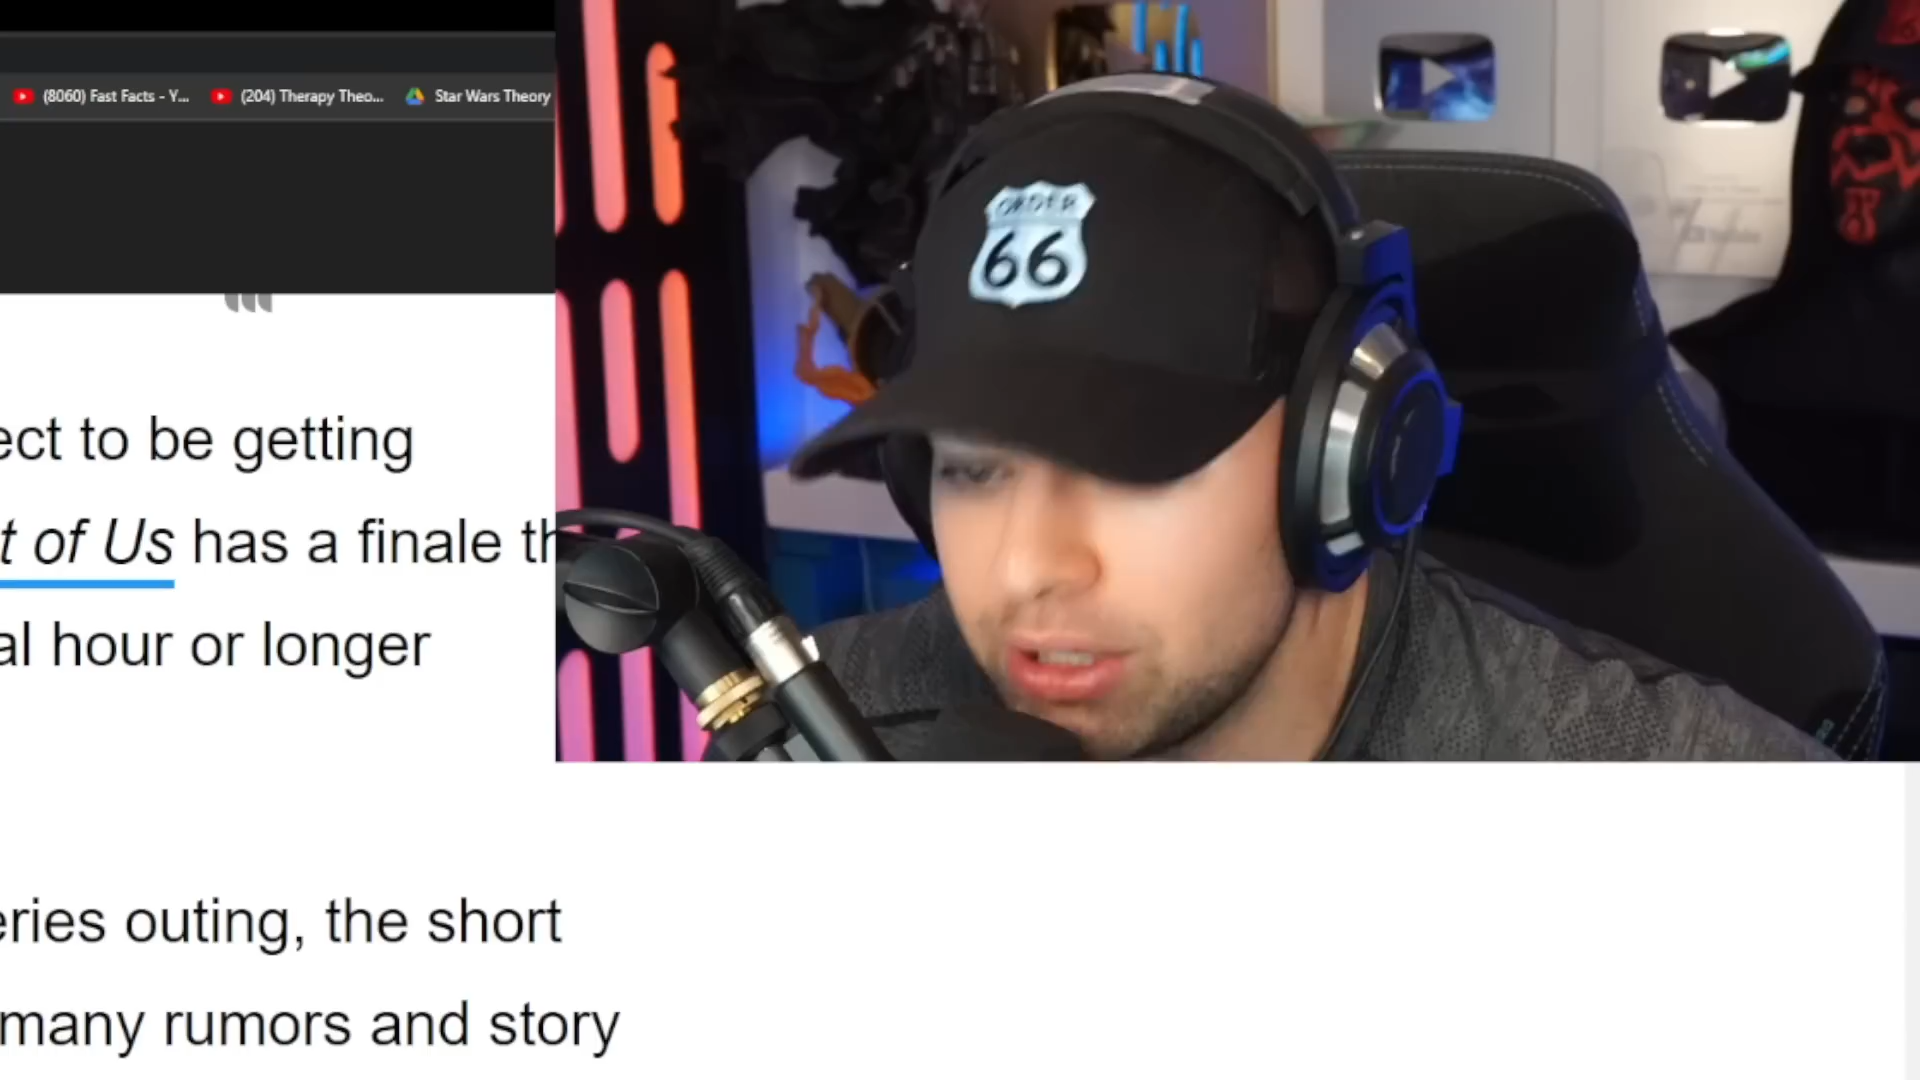 (8060) Fast Facts - Y...
(204) Therapy Theo...
Star Wars Theory
ORDER
66
ect to be getting
t of Us has a finale th
al hour or longer
eries outing, the short
many rumors and story